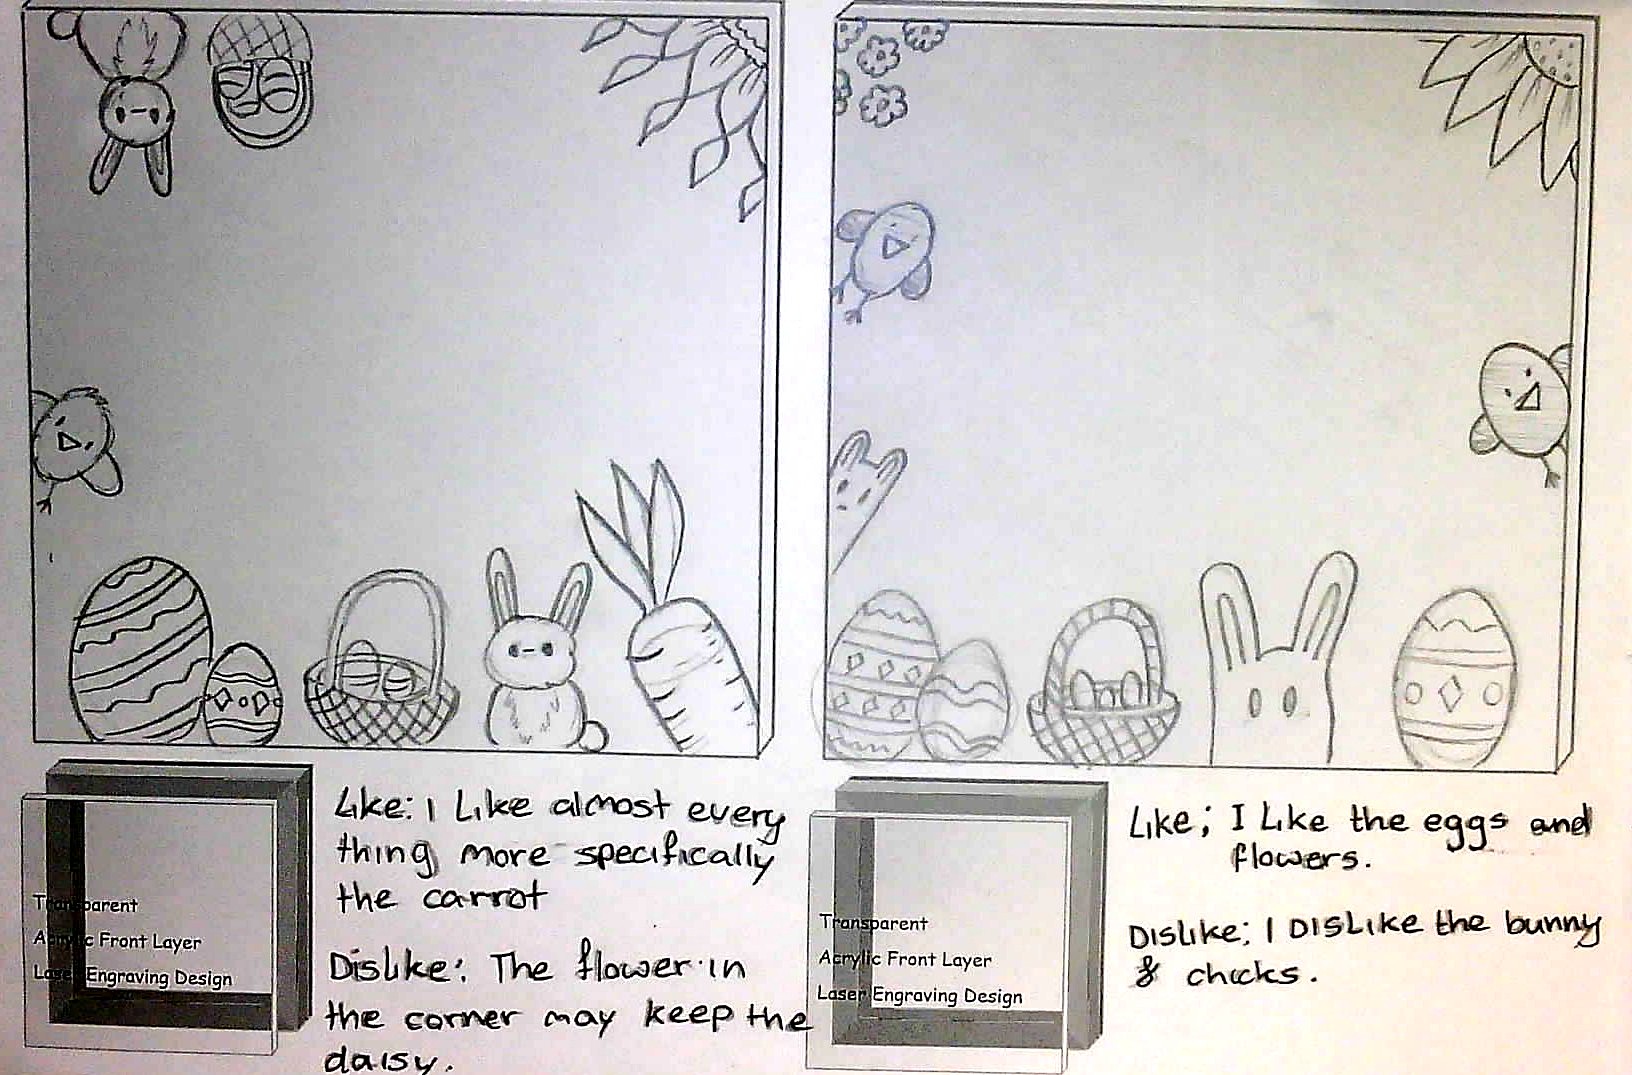 Like: I Like almost every
thing more specifically
the carrot
Dislike: The flower in
the corner may keep the
daisy.
Transparent
Acrylic Front Layer
Laser Engraving Design
Like; I Like the eggs and
flowers.
Dislike; I Dislike the bunny
& chicks.
Transparent
Acrylic Front Layer
Laser Engraving Design